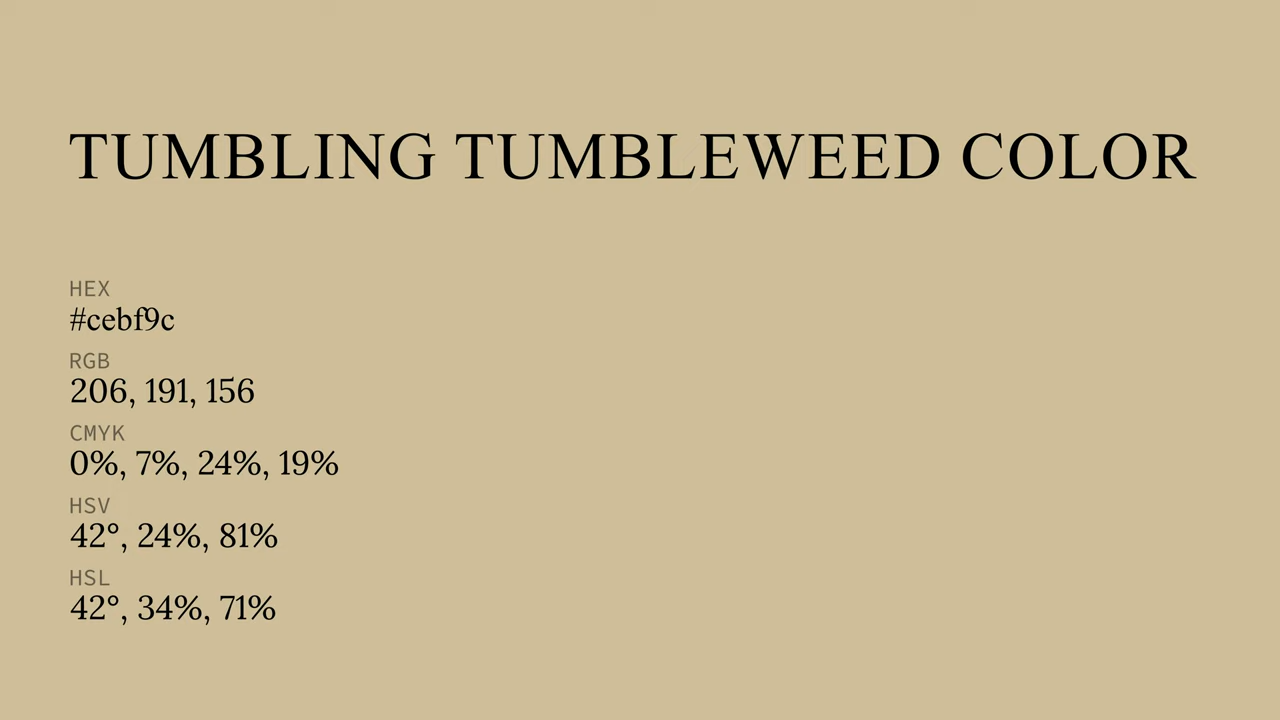 TUMBLING TUMBLEWEED COLOR
HEX
#cebf9c
RGB
206, 191, 156
CMYK
0%, 7%, 24%, 19%
HSV
42°, 24%, 81%
HSL
42°, 34%, 71%